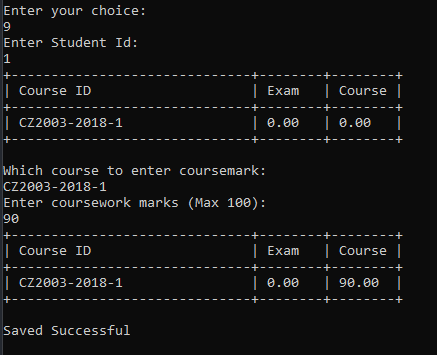 Enter your choice:
9
Enter Student Id:
1
+------------------------------+--------+--------+
| Course ID                    | Exam   | Course |
+------------------------------+--------+--------+
| CZ2003-2018-1                | 0.00   | 0.00   |
+------------------------------+--------+--------+
Which course to enter coursemark:
CZ2003-2018-1
Enter coursework marks (Max 100):
90
+------------------------------+--------+--------+
| Course ID                    | Exam   | Course |
+------------------------------+--------+--------+
| CZ2003-2018-1                | 0.00   | 90.00  |
+------------------------------+--------+--------+
Saved Successful